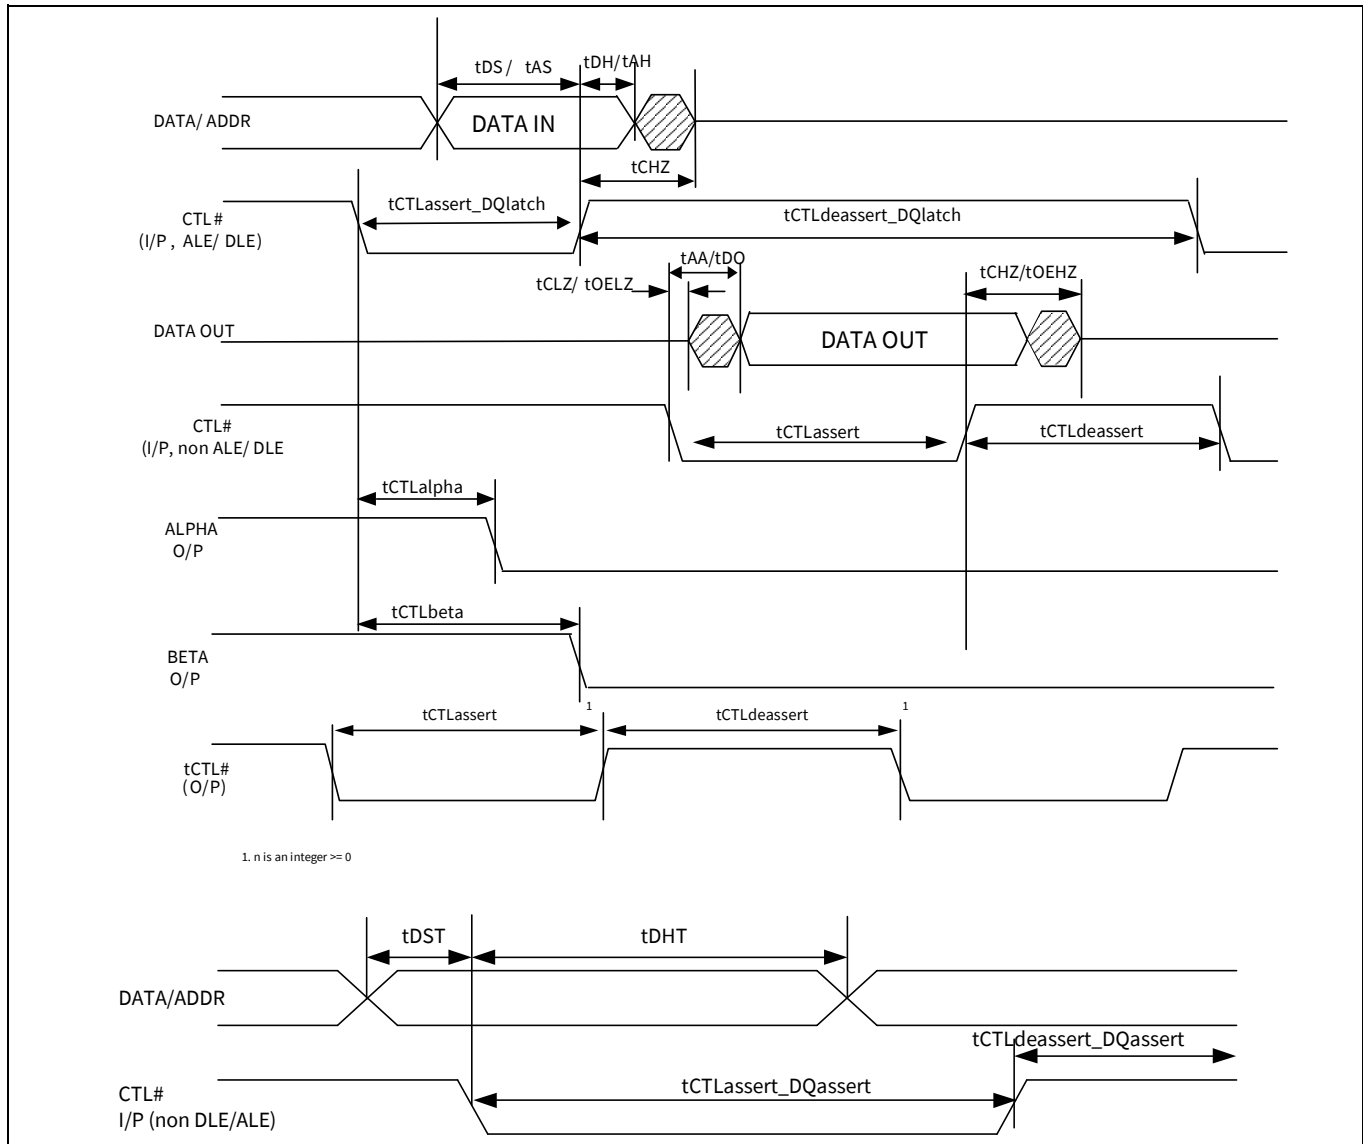 tDS / tAS
tDH/tAH
DATA/ ADDR
DATA IN
tCHZ
CTL#
(I/P , ALE/ DLE)
tCTLassert_DQlatch
tCTLdeassert_DQlatch
tAA/tDO
tCLZ/ tOELZ
tCHZ/tOEHZ
DATA OUT
DATA OUT
CTL#
(I/P, non ALE/ DLE
tCTLassert
tCTLdeassert
tCTLalpha
ALPHA
O/P
tCTLbeta
BETA
O/P
tCTLassert
1
tCTLdeassert
1
tCTL#
(O/P)
1. n is an integer >= 0
tDST
tDHT
DATA/ADDR
tCTLdeassert_DQassert
CTL#
I/P (non DLE/ALE)
tCTLassert_DQassert